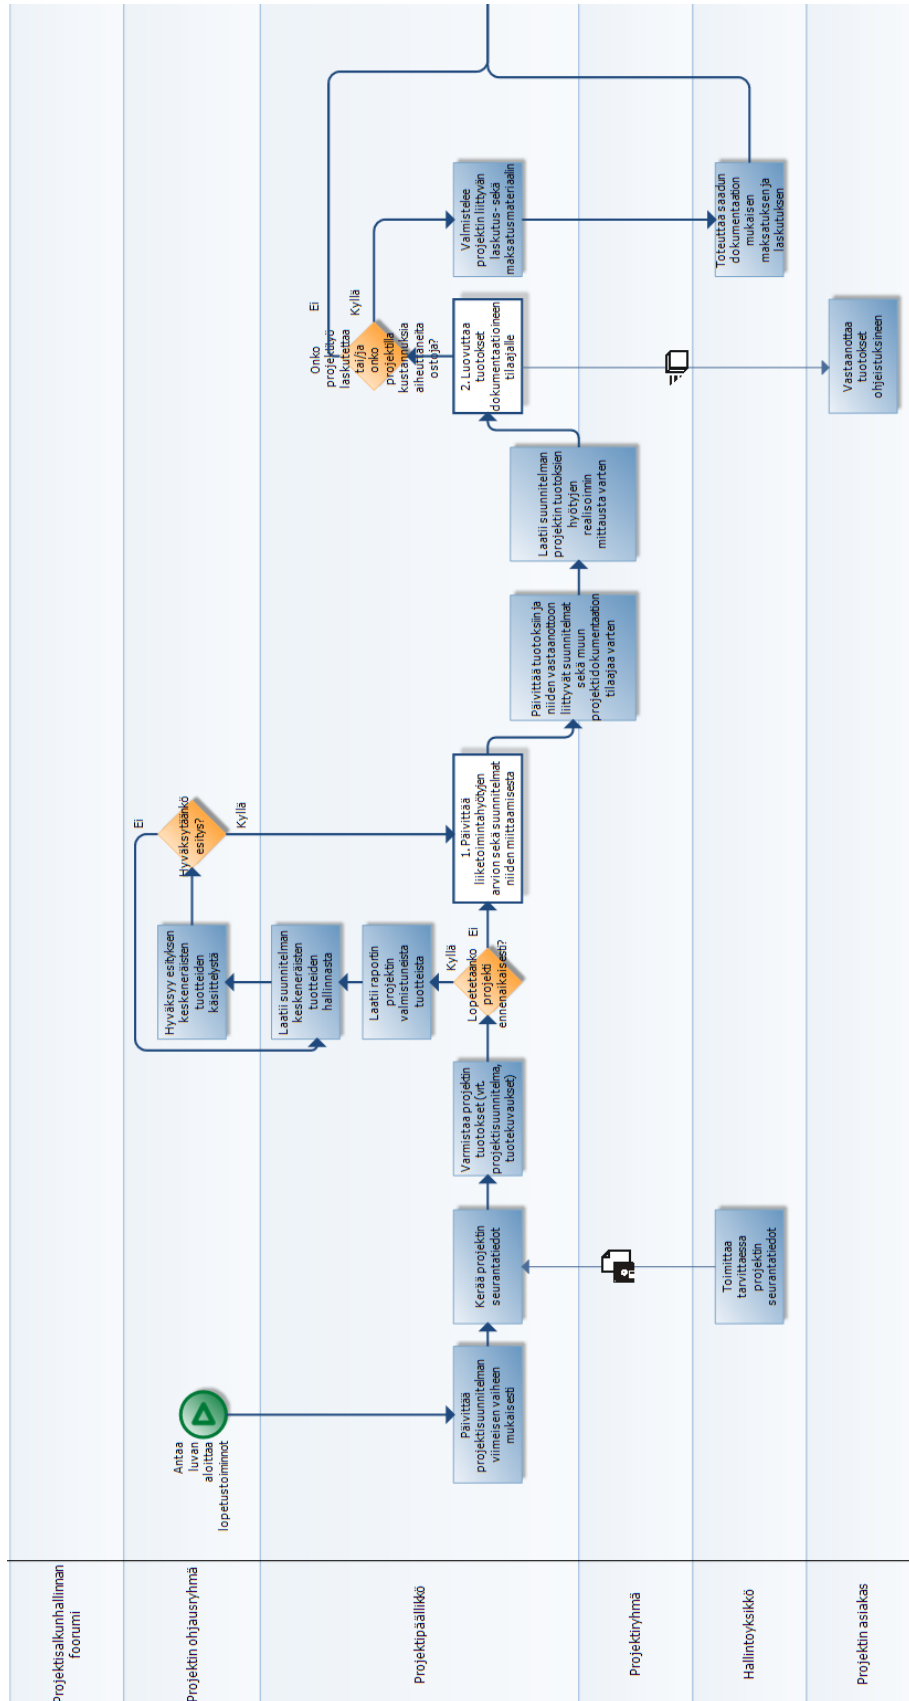 Projektisalkunhallinnan
foorumi
Projektin ohjausryhmä
Projektipäällikkö
Projektiryhmä
Hallintoyksikkö
Projektin asiakas
Antaa
luvan
aloittaa
lopetustoiminnot
Päivittää
projektisuunnitelman
viimeisen vaiheen
mukaisesti
Kerää projektin
seurantatiedot
Toimittaa
tarvittaessa
projektin
seurantatiedot
Varmistaa projektin
tuotokset (vrt.
projektisuunnitelma,
tuotekuvaukset)
Lopetetaanko
projekti
ennenaikaisesti?
Kyllä
Ei
Laatii raportin
projektin
valmistuneista
tuotteista
Laatii suunnitelman
keskeneräisten
tuotteiden
hallinnasta
Hyväksyy esityksen
keskeneräisten
tuotteiden
käsittelystä
Hyväksytäänkö
esitys?
Ei
Kyllä
1. Päivittää
liiketoimintahyötyjen
arvion sekä suunnitelmat
niiden miittaamisesta
Päivittää tuotoksiin ja
niiden vastaanottoon
liittyvät suunnitelmat
sekä muun
projektidokumentaation
tilaajaa varten
Laatii suunnitelman
projektin tuotoksien
hyötyjen
realisoinnin
mittausta varten
2. Luovuttaa
tuotokset
dokumentaatioineen
tilaajalle
Vastaanottaa
tuotokset
ohjeistuksineen
Onko
projektityö
laskutettaa
tai/ja
onko
projektilla
kustannuksia
aiheuttaneita
ostoja?
Ei
Kyllä
Valmistelee
projektin liittyvän
laskutus- sekä
maksatusmateriaalin
Toteuttaa saadun
dokumentaation
mukaisen
maksatuksen ja
laskutuksen